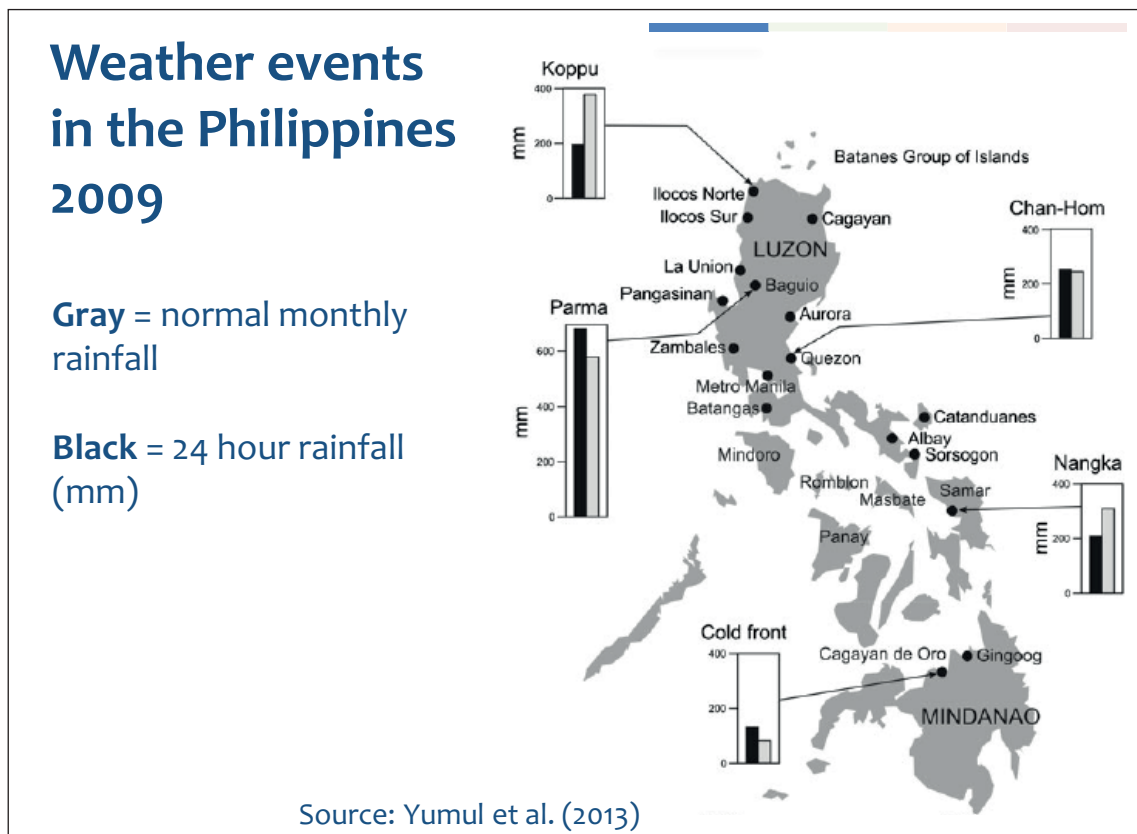 Weather events
in the Philippines
2009
Gray = normal monthly
rainfall
Black = 24 hour rainfall
(mm)
Koppu
400
200
0
mm
Batanes Group of Islands
Ilocos Norte
Ilocos Sur
Cagayan
LUZON
Chan-Hom
400
200
0
mm
La Union
Baguio
Pangasinan
Parma
600
400
200
0
mm
Aurora
Zambales
Quezon
Metro Manila
Batangas
Catanduanes
Albay
Sorsogon
Mindoro
Romblon
Masbate
Samar
Nangka
400
200
0
mm
Panay
Cold front
400
200
0
Cagayan de Oro
Gingoog
MINDANAO
Source: Yumul et al. (2013)